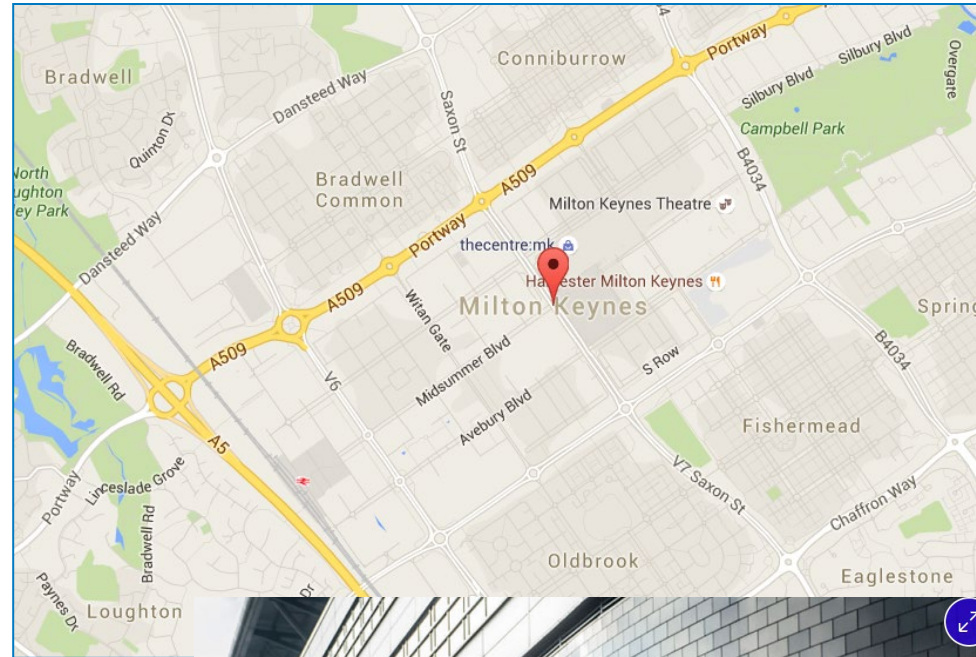 Conniburrow
Portway
Silbury Blvd
Silbury Blvd
Overgate
Bradwell
Dansteed Way
Saxon St
Quinton Dr
Campbell Park
B4034
Bradwell
Common
A509
North
ughton
ey Park
Milton Keynes Theatre
Dansteed Way
Portway
thecentre:mk
Ha ester Milton Keynes
A509
Witan Gate
Milton Keynes
Spring
B4034
Bradwell Rd
A509
V6
Midsummer Blvd
S Row
Avebury Blvd
A5
Fishermead
Portway
Linceslade Grove
Bradwell Rd
V7 Saxon St
Chaffron Way
Oldbrook
Eaglestone
Paynes Dr
Loughton
Dr